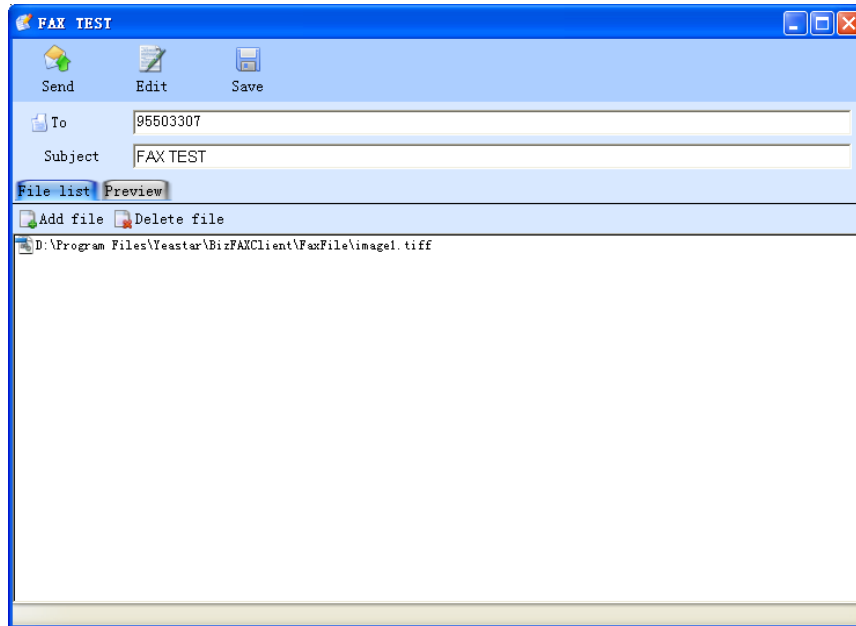 FAX TEST
Send Edit Save
To 95503307
Subject FAX TEST
File list Preview
Add file Delete file
D:\Program Files\Yeastar\BizFAXClient\FaxFile\image1.tiff